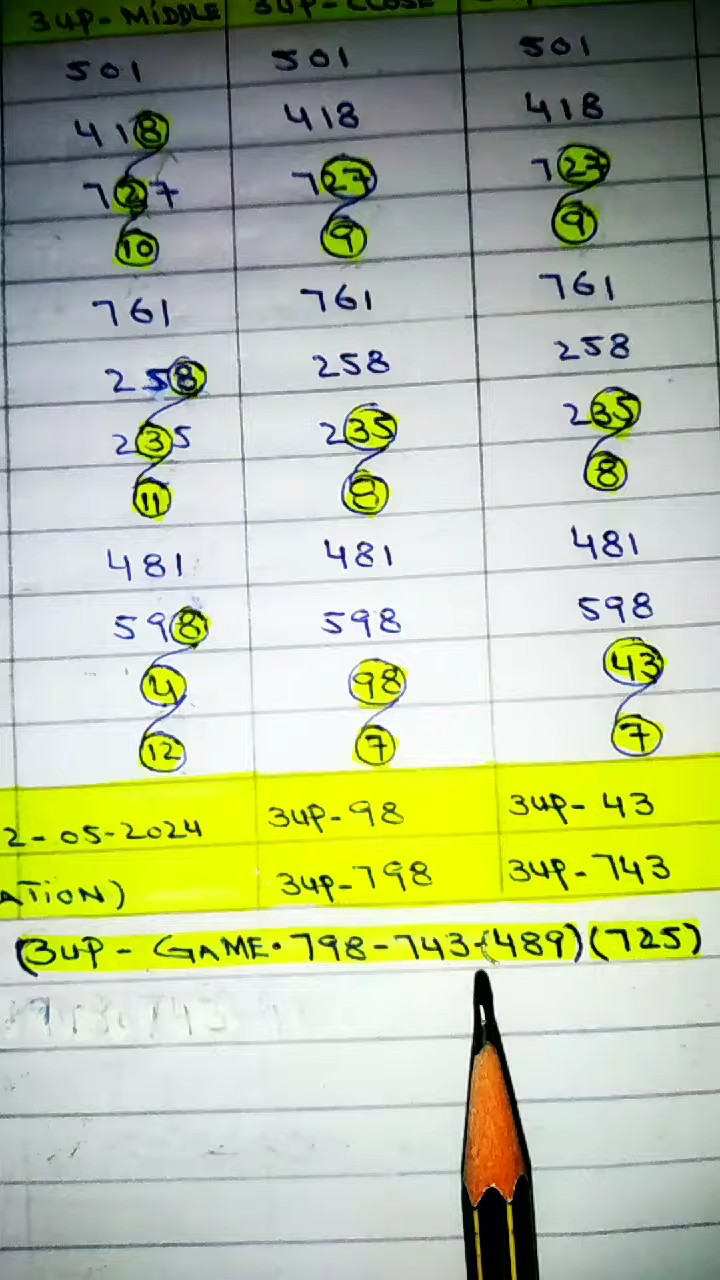 3UP-MIDDLE 3UP-CLOSE
501 501 501
418 418 418
727 727 727
10 9 9
761 761 761
258 258 258
235 235 235
11 8 8
481 481 481
598 598 598
4 98 43
12 7 7
2-05-2024 3UP-98 3UP-43
ATION) 3UP-798 3UP-743
(3UP- GAME. 798-743-(489)(725)